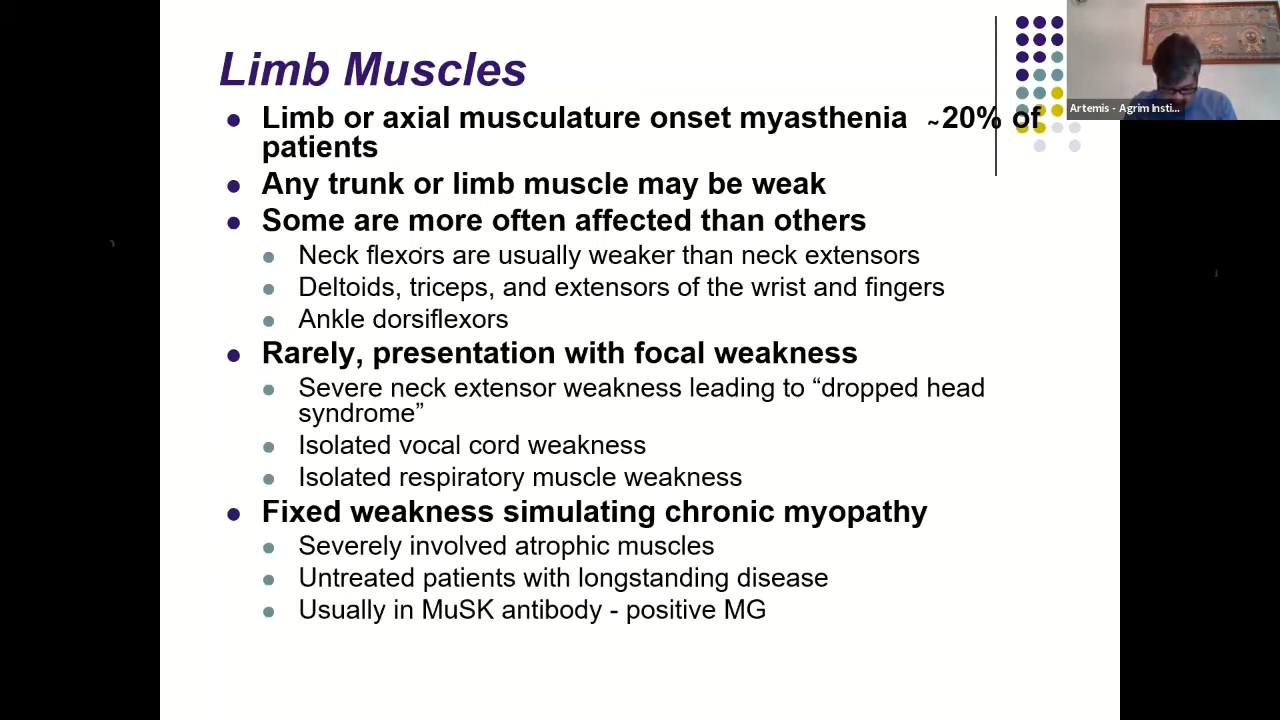 Limb Muscles
Limb or axial musculature onset myasthenia ~20% of
patients
Any trunk or limb muscle may be weak
Some are more often affected than others
Neck flexors are usually weaker than neck extensors
Deltoids, triceps, and extensors of the wrist and fingers
Ankle dorsiflexors
Rarely, presentation with focal weakness
Severe neck extensor weakness leading to “dropped head
syndrome”
Isolated vocal cord weakness
Isolated respiratory muscle weakness
Fixed weakness simulating chronic myopathy
Severely involved atrophic muscles
Untreated patients with longstanding disease
Usually in MuSK antibody - positive MG
Artemis - Agrim Insti...